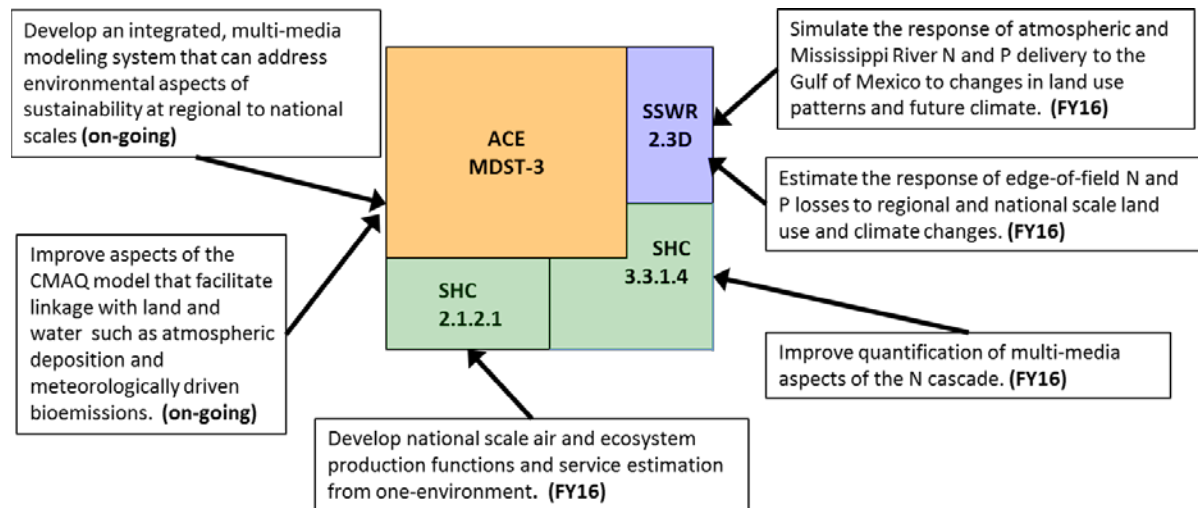 Develop an integrated, multi-media
modeling system that can address
environmental aspects of
sustainability at regional to national
scales (on-going)
Improve aspects of the
CMAQ model that facilitate
linkage with land and
water such as atmospheric
deposition and
meteorologically driven
bioemissions. (on-going)
ACE
MDST-3
SSWR
2.3D
SHC
3.3.1.4
SHC
2.1.2.1
Simulate the response of atmospheric and
Mississippi River N and P delivery to the
Gulf of Mexico to changes in land use
patterns and future climate. (FY16)
Estimate the response of edge-of-field N and
P losses to regional and national scale land
use and climate changes. (FY16)
Improve quantification of multi-media
aspects of the N cascade. (FY16)
Develop national scale air and ecosystem
production functions and service estimation
from one-environment. (FY16)